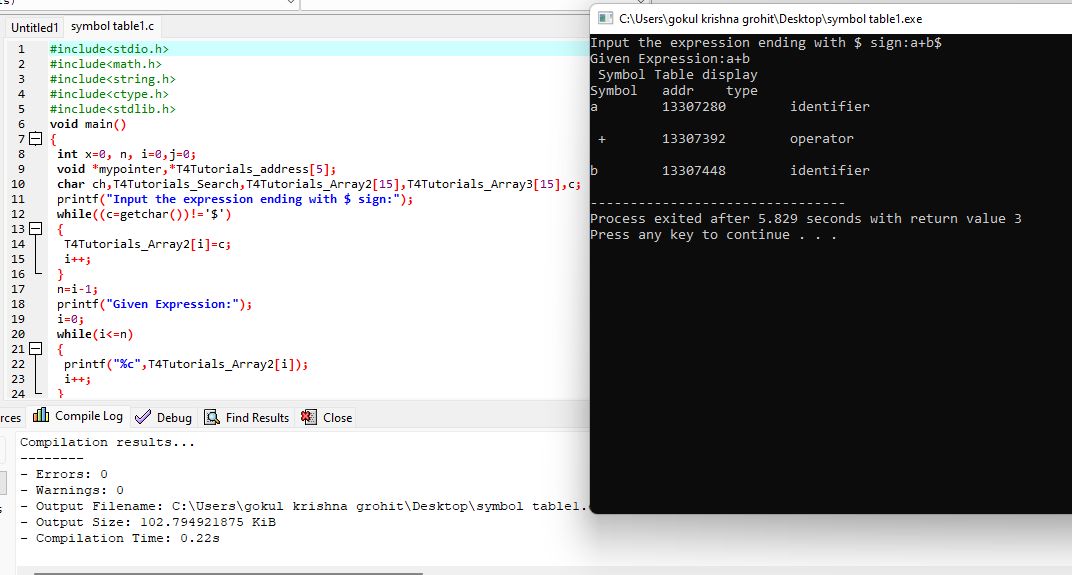 Untitled1 symbol table1.c
1 #include<stdio.h>
2 #include<math.h>
3 #include<string.h>
4 #include<ctype.h>
5 #include<stdlib.h>
6 void main()
7 {
8 int x=0, n, i=0,j=0;
9 void *mypointer,*T4Tutorials_address[5];
10 char ch,T4Tutorials_Search,T4Tutorials_Array2[15],T4Tutorials_Array3[15],c;
11 printf("Input the expression ending with $ sign:");
12 while((c=getchar())!='$')
13 {
14 T4Tutorials_Array2[i]=c;
15 i++;
16 }
17 n=i-1;
18 printf("Given Expression:");
19 i=0;
20 while(i<=n)
21 {
22 printf("%c",T4Tutorials_Array2[i]);
23 i++;
24 }
rces Compile Log Debug Find Results Close
Compilation results...
--------
- Errors: 0
- Warnings: 0
- Output Filename: C:\Users\gokul krishna grohit\Desktop\symbol table1.
- Output Size: 102.794921875 KiB
- Compilation Time: 0.22s
C:\Users\gokul krishna grohit\Desktop\symbol table1.exe
Input the expression ending with $ sign:a+b$
Given Expression:a+b
Symbol Table display
Symbol addr type
a 13307280 identifier
+ 13307392 operator
b 13307448 identifier
--------------------------------
Process exited after 5.829 seconds with return value 3
Press any key to continue . . .